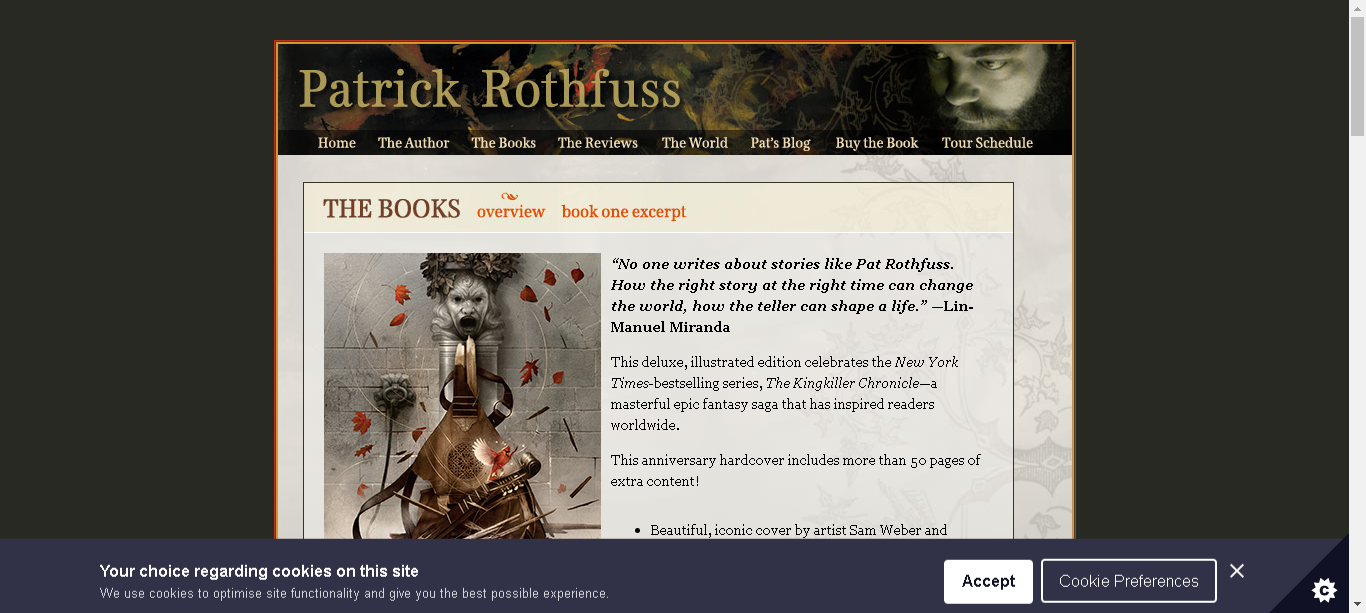 Patrick Rothfuss
Home The Author The Books The Reviews The World Pat's Blog Buy the Book Tour Schedule
THE BOOKS overview book one excerpt
“No one writes about stories like Pat Rothfuss.
How the right story at the right time can change
the world, how the teller can shape a life.” —Lin-
Manuel Miranda
This deluxe, illustrated edition celebrates the New York
Times-bestselling series, The Kingkiller Chronicle—a
masterful epic fantasy saga that has inspired readers
worldwide.
This anniversary hardcover includes more than 50 pages of
extra content!
• Beautiful, iconic cover by artist Sam Weber and
Your choice regarding cookies on this site
We use cookies to optimise site functionality and give you the best possible experience.
Accept
Cookie Preferences